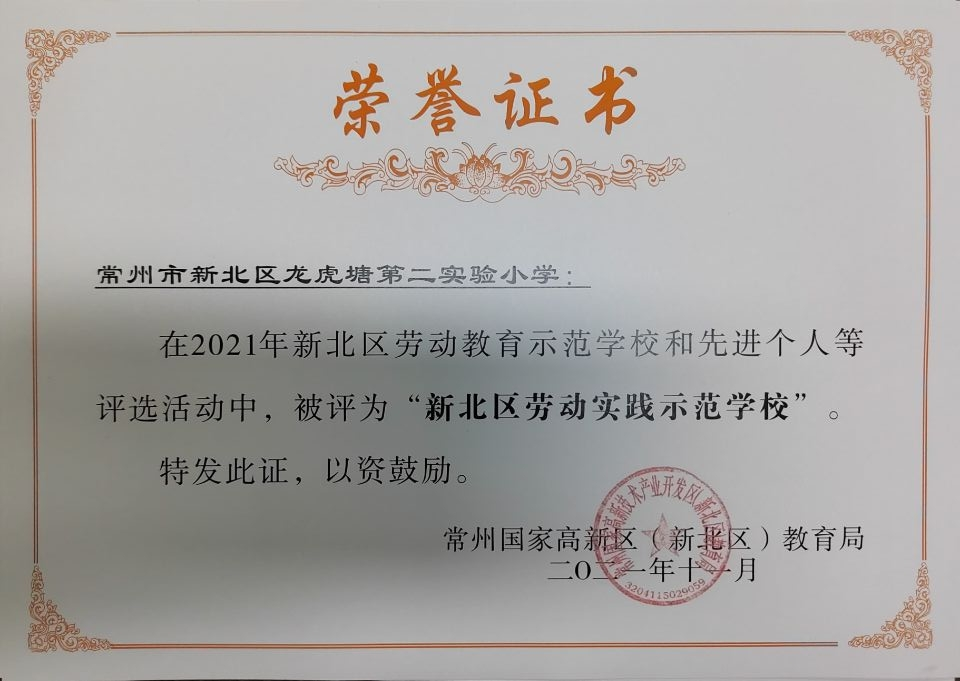 荣誉证书
常州市新北区龙虎塘第二实验小学：
在2021年新北区劳动教育示范学校和先进个人等
评选活动中，被评为“新北区劳动实践示范学校”。
特发此证，以资鼓励。
常州国家高新区（新北区）教育局
二〇二一年十一月
3204115029059